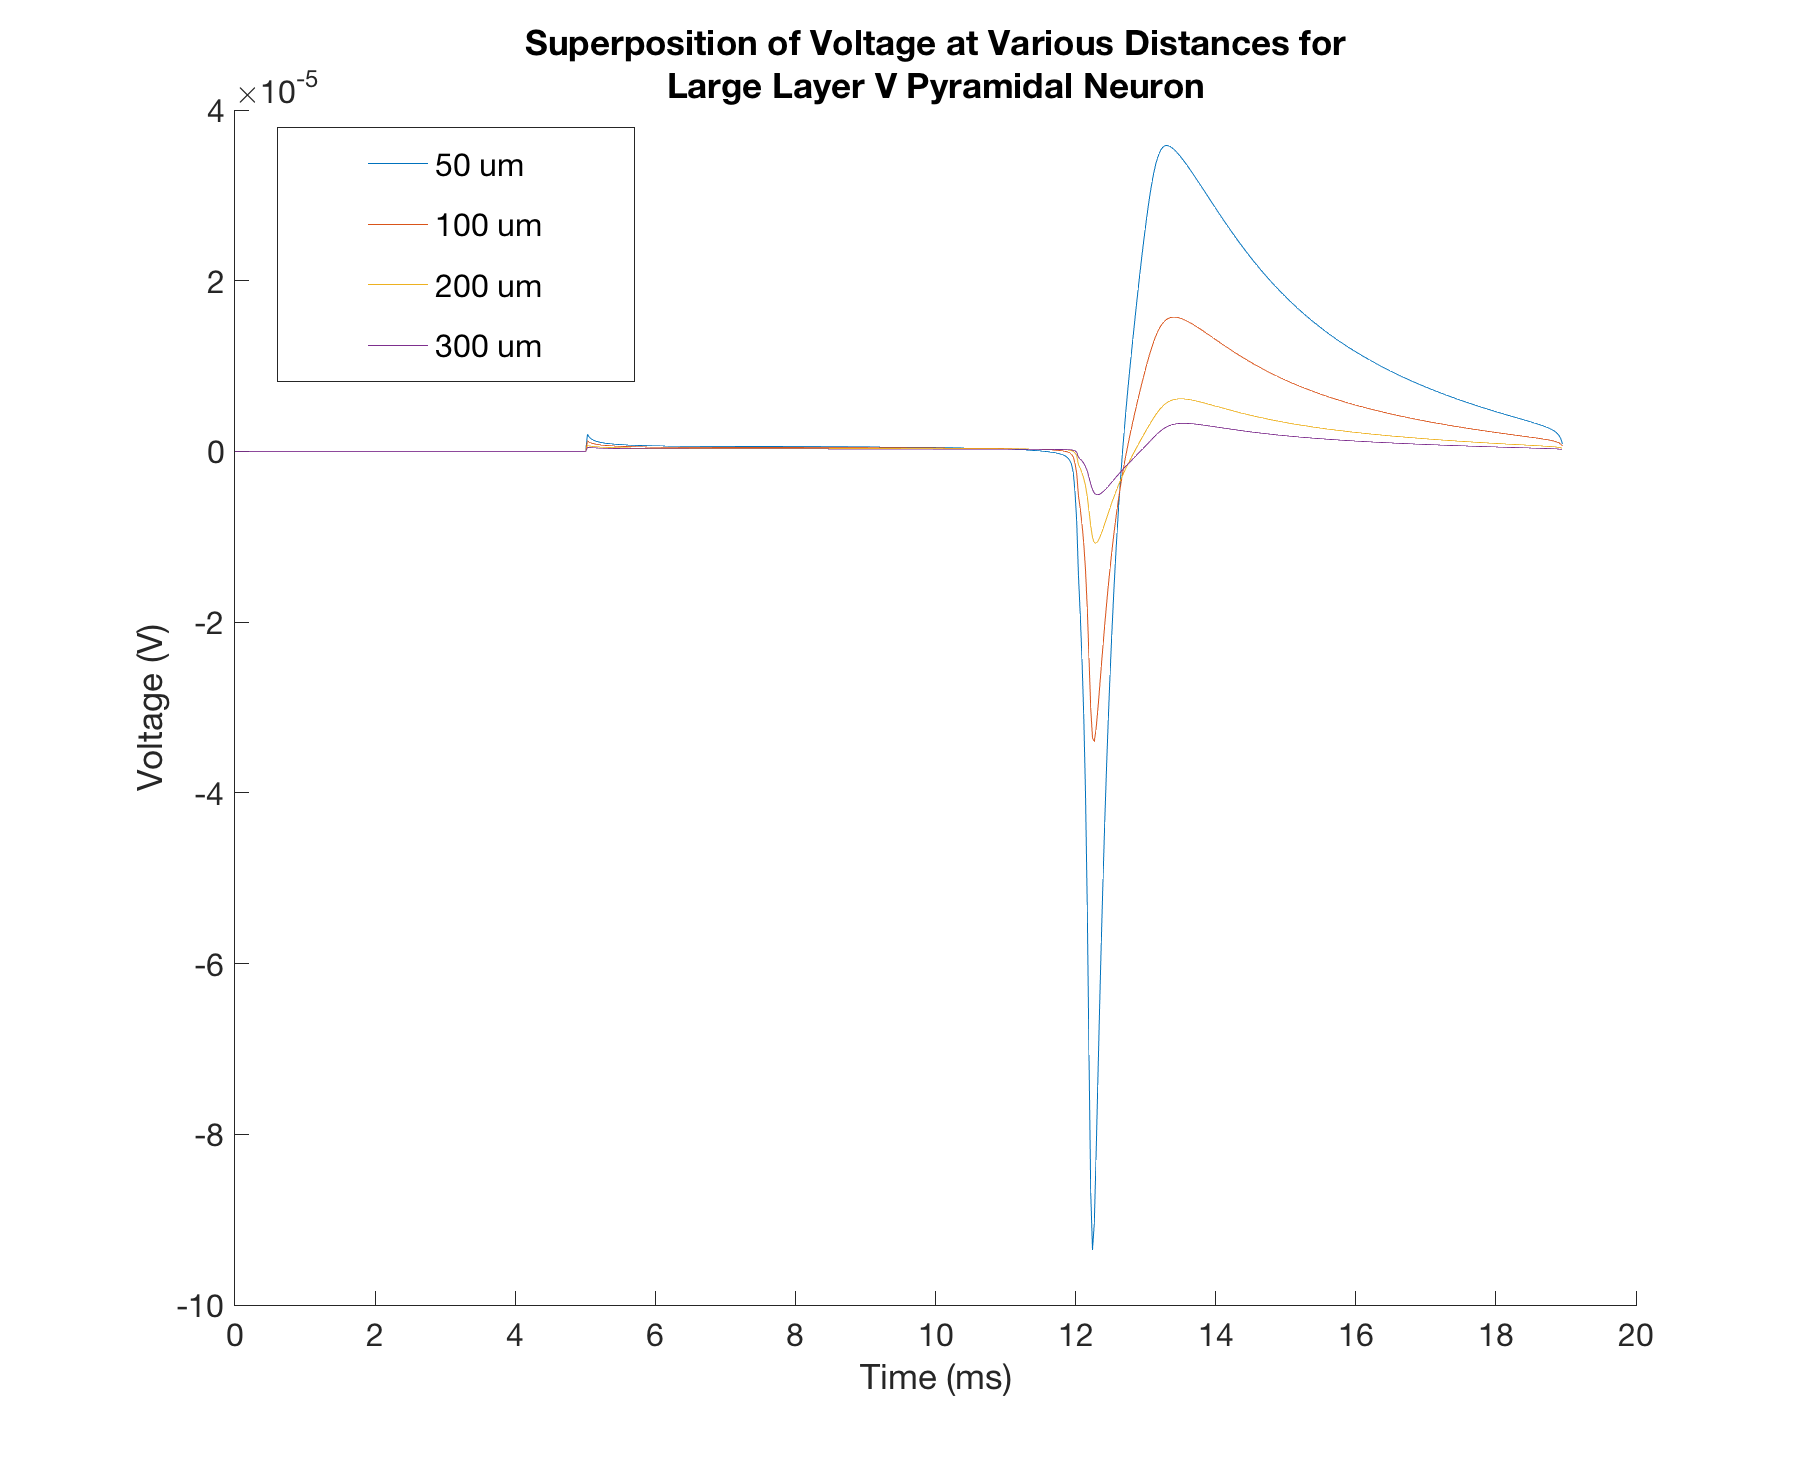 Superposition of Voltage at Various Distances for
Large Layer V Pyramidal Neuron
×10-5
4
2
0
-2
-4
-6
-8
-10
50 um
100 um
200 um
300 um
Voltage (V)
0 2 4 6 8 10 12 14 16 18 20
Time (ms)